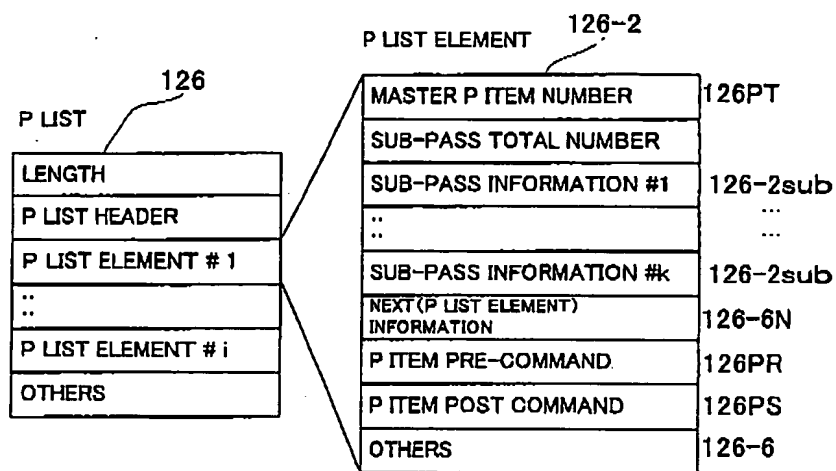 P LIST
126
LENGTH
P LIST HEADER
P LIST ELEMENT # 1
::
::
P LIST ELEMENT # i
OTHERS
P LIST ELEMENT
126-2
MASTER P ITEM NUMBER 126PT
SUB-PASS TOTAL NUMBER
SUB-PASS INFORMATION #1 126-2sub
:: ...
:: ...
SUB-PASS INFORMATION #k 126-2sub
NEXT(P LIST ELEMENT)
INFORMATION 126-6N
P ITEM PRE-COMMAND 126PR
P ITEM POST COMMAND 126PS
OTHERS 126-6